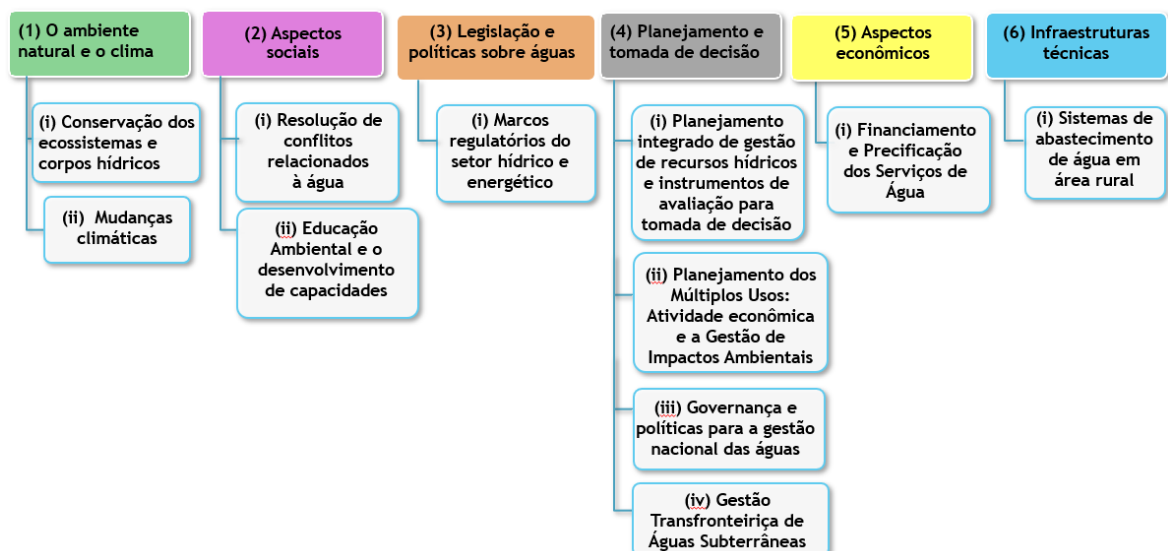 (1) O ambiente
natural e o clima
(i) Conservação dos
ecossistemas e
corpos hídricos
(ii) Mudanças
climáticas
(2) Aspectos
sociais
(i) Resolução de
conflitos
relacionados
à água
(ii) Educação
Ambiental e o
desenvolvimento
de capacidades
(3) Legislação e
políticas sobre águas
(i) Marcos
regulatórios do
setor hídrico e
energético
(4) Planejamento e
tomada de decisão
(i) Planejamento
integrado de gestão
de recursos hídricos
e instrumentos de
avaliação para
tomada de decisão
(ii) Planejamento dos
Múltiplos Usos:
Atividade econômica
e a Gestão de
Impactos Ambientais
(iii) Governança e
políticas para a gestão
nacional das águas
(iv) Gestão
Transfronteiriça de
Águas Subterrâneas
(5) Aspectos
econômicos
(i) Financiamento
e Precificação
dos Serviços de
Água
(6) Infraestruturas
técnicas
(i) Sistemas de
abastecimento
de água em
área rural